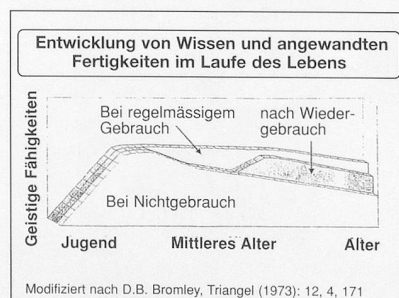 Entwicklung von Wissen und angewandten
Fertigkeiten im Laufe des Lebens
Geistige Fähigkeiten
Bei regelmässigem
Gebrauch
nach Wieder-
gebrauch
Bei Nichtgebrauch
Jugend Mittleres Alter Alter
Modifiziert nach D.B. Bromley, Triangel (1973): 12, 4, 171